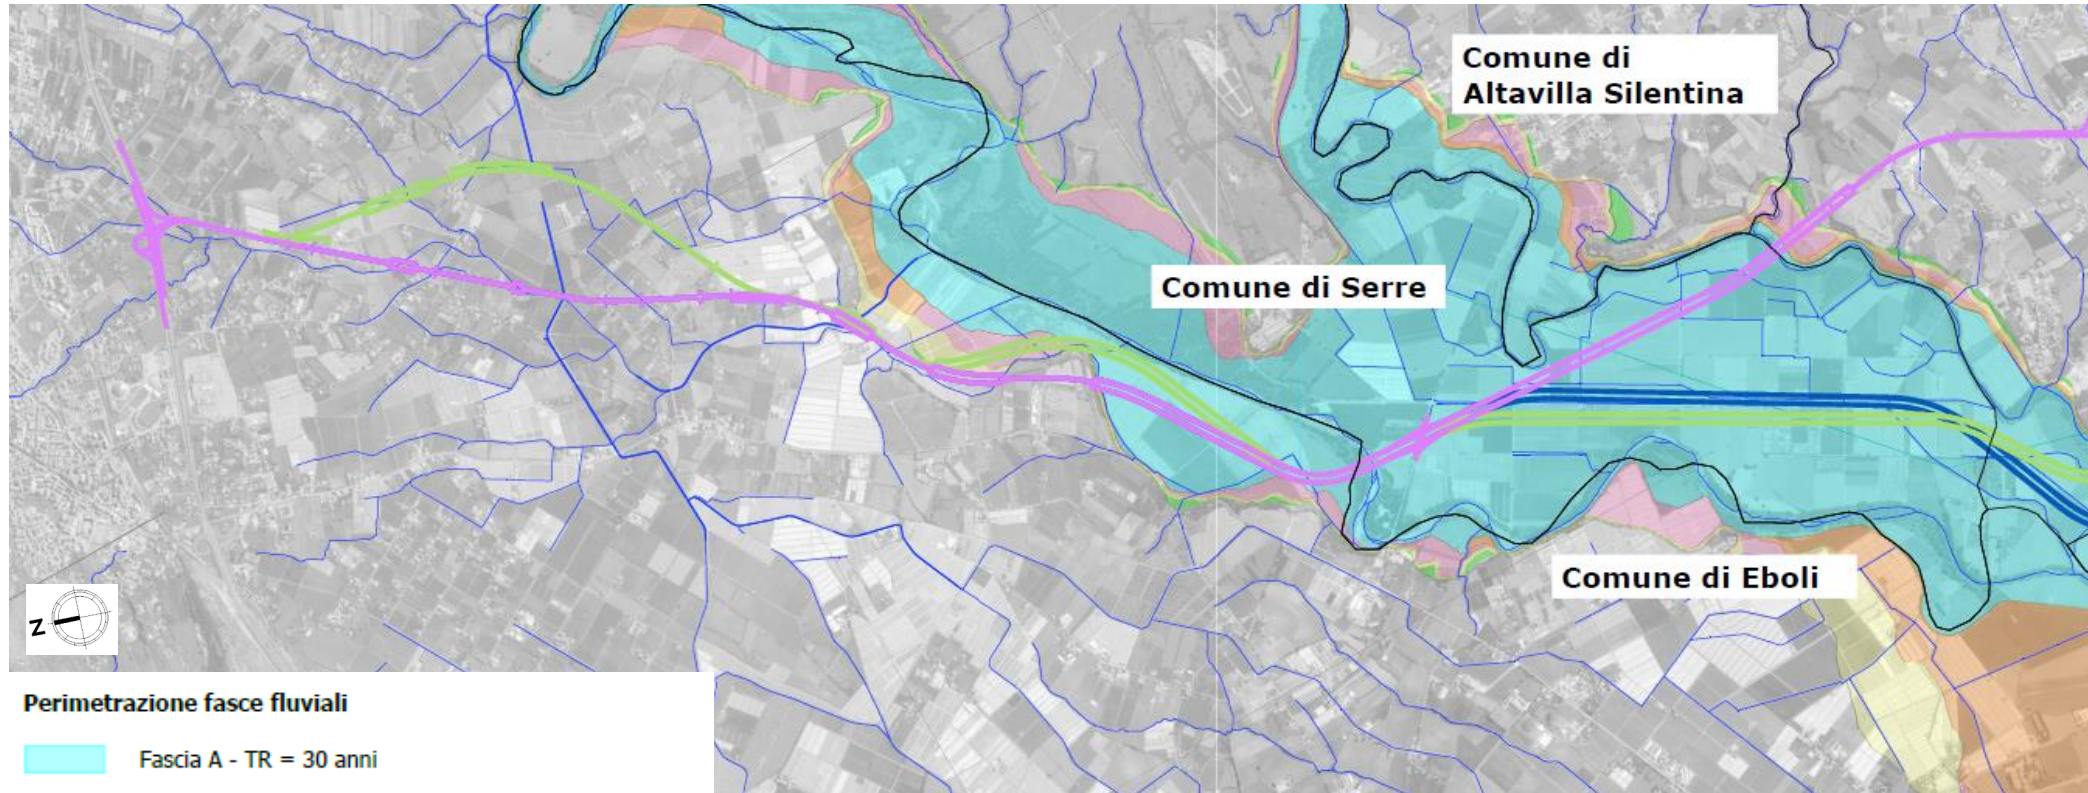 Comune di
Altavilla Silentina
Comune di Serre
Comune di Eboli
N
Perimetrazione fasce fluviali
Fascia A - TR = 30 anni